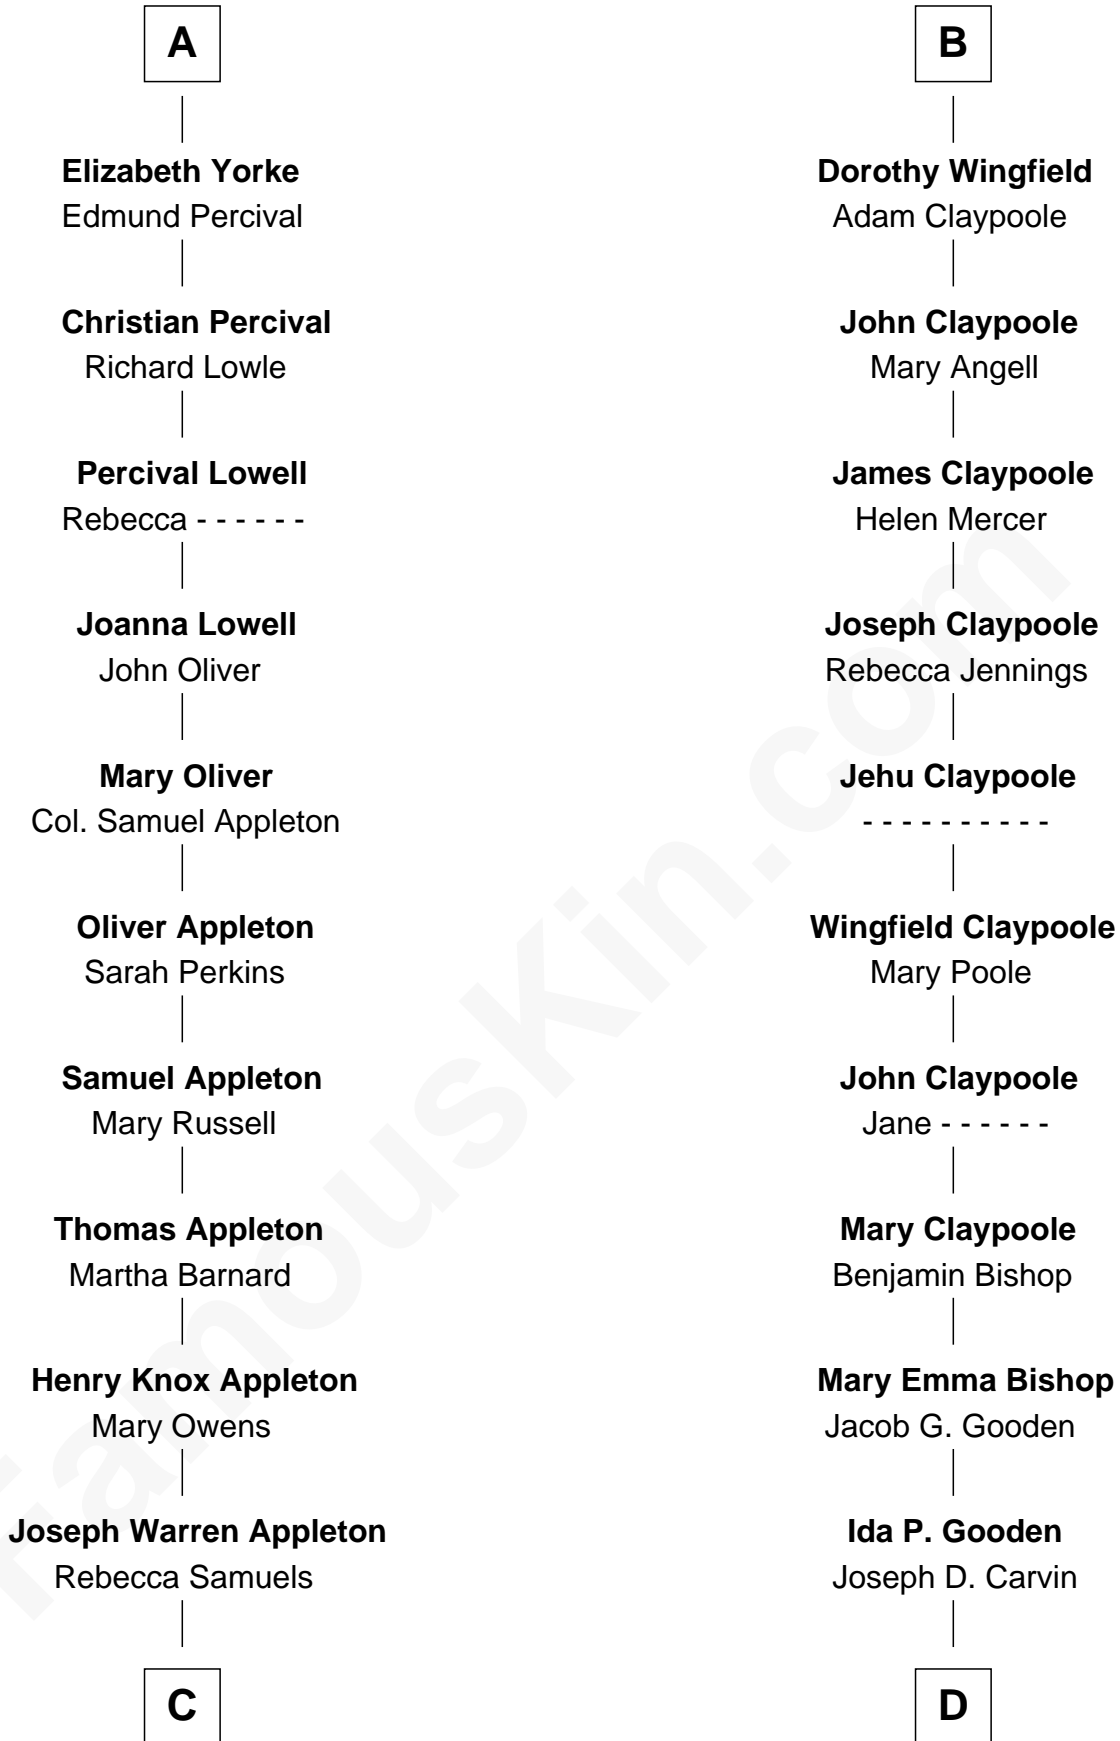 A
Elizabeth Yorke
Edmund Percival
Christian Percival
Richard Lowle
Percival Lowell
Rebecca - - - - - -
Joanna Lowell
John Oliver
Mary Oliver
Col. Samuel Appleton
Oliver Appleton
Sarah Perkins
Samuel Appleton
Mary Russell
Thomas Appleton
Martha Barnard
Henry Knox Appleton
Mary Owens
Joseph Warren Appleton
Rebecca Samuels
C
B
Dorothy Wingfield
Adam Claypoole
John Claypoole
Mary Angell
James Claypoole
Helen Mercer
Joseph Claypoole
Rebecca Jennings
Jehu Claypoole
- - - - - - - - - -
Wingfield Claypoole
Mary Poole
John Claypoole
Jane - - - - - -
Mary Claypoole
Benjamin Bishop
Mary Emma Bishop
Jacob G. Gooden
Ida P. Gooden
Joseph D. Carvin
D
FamousKin.com